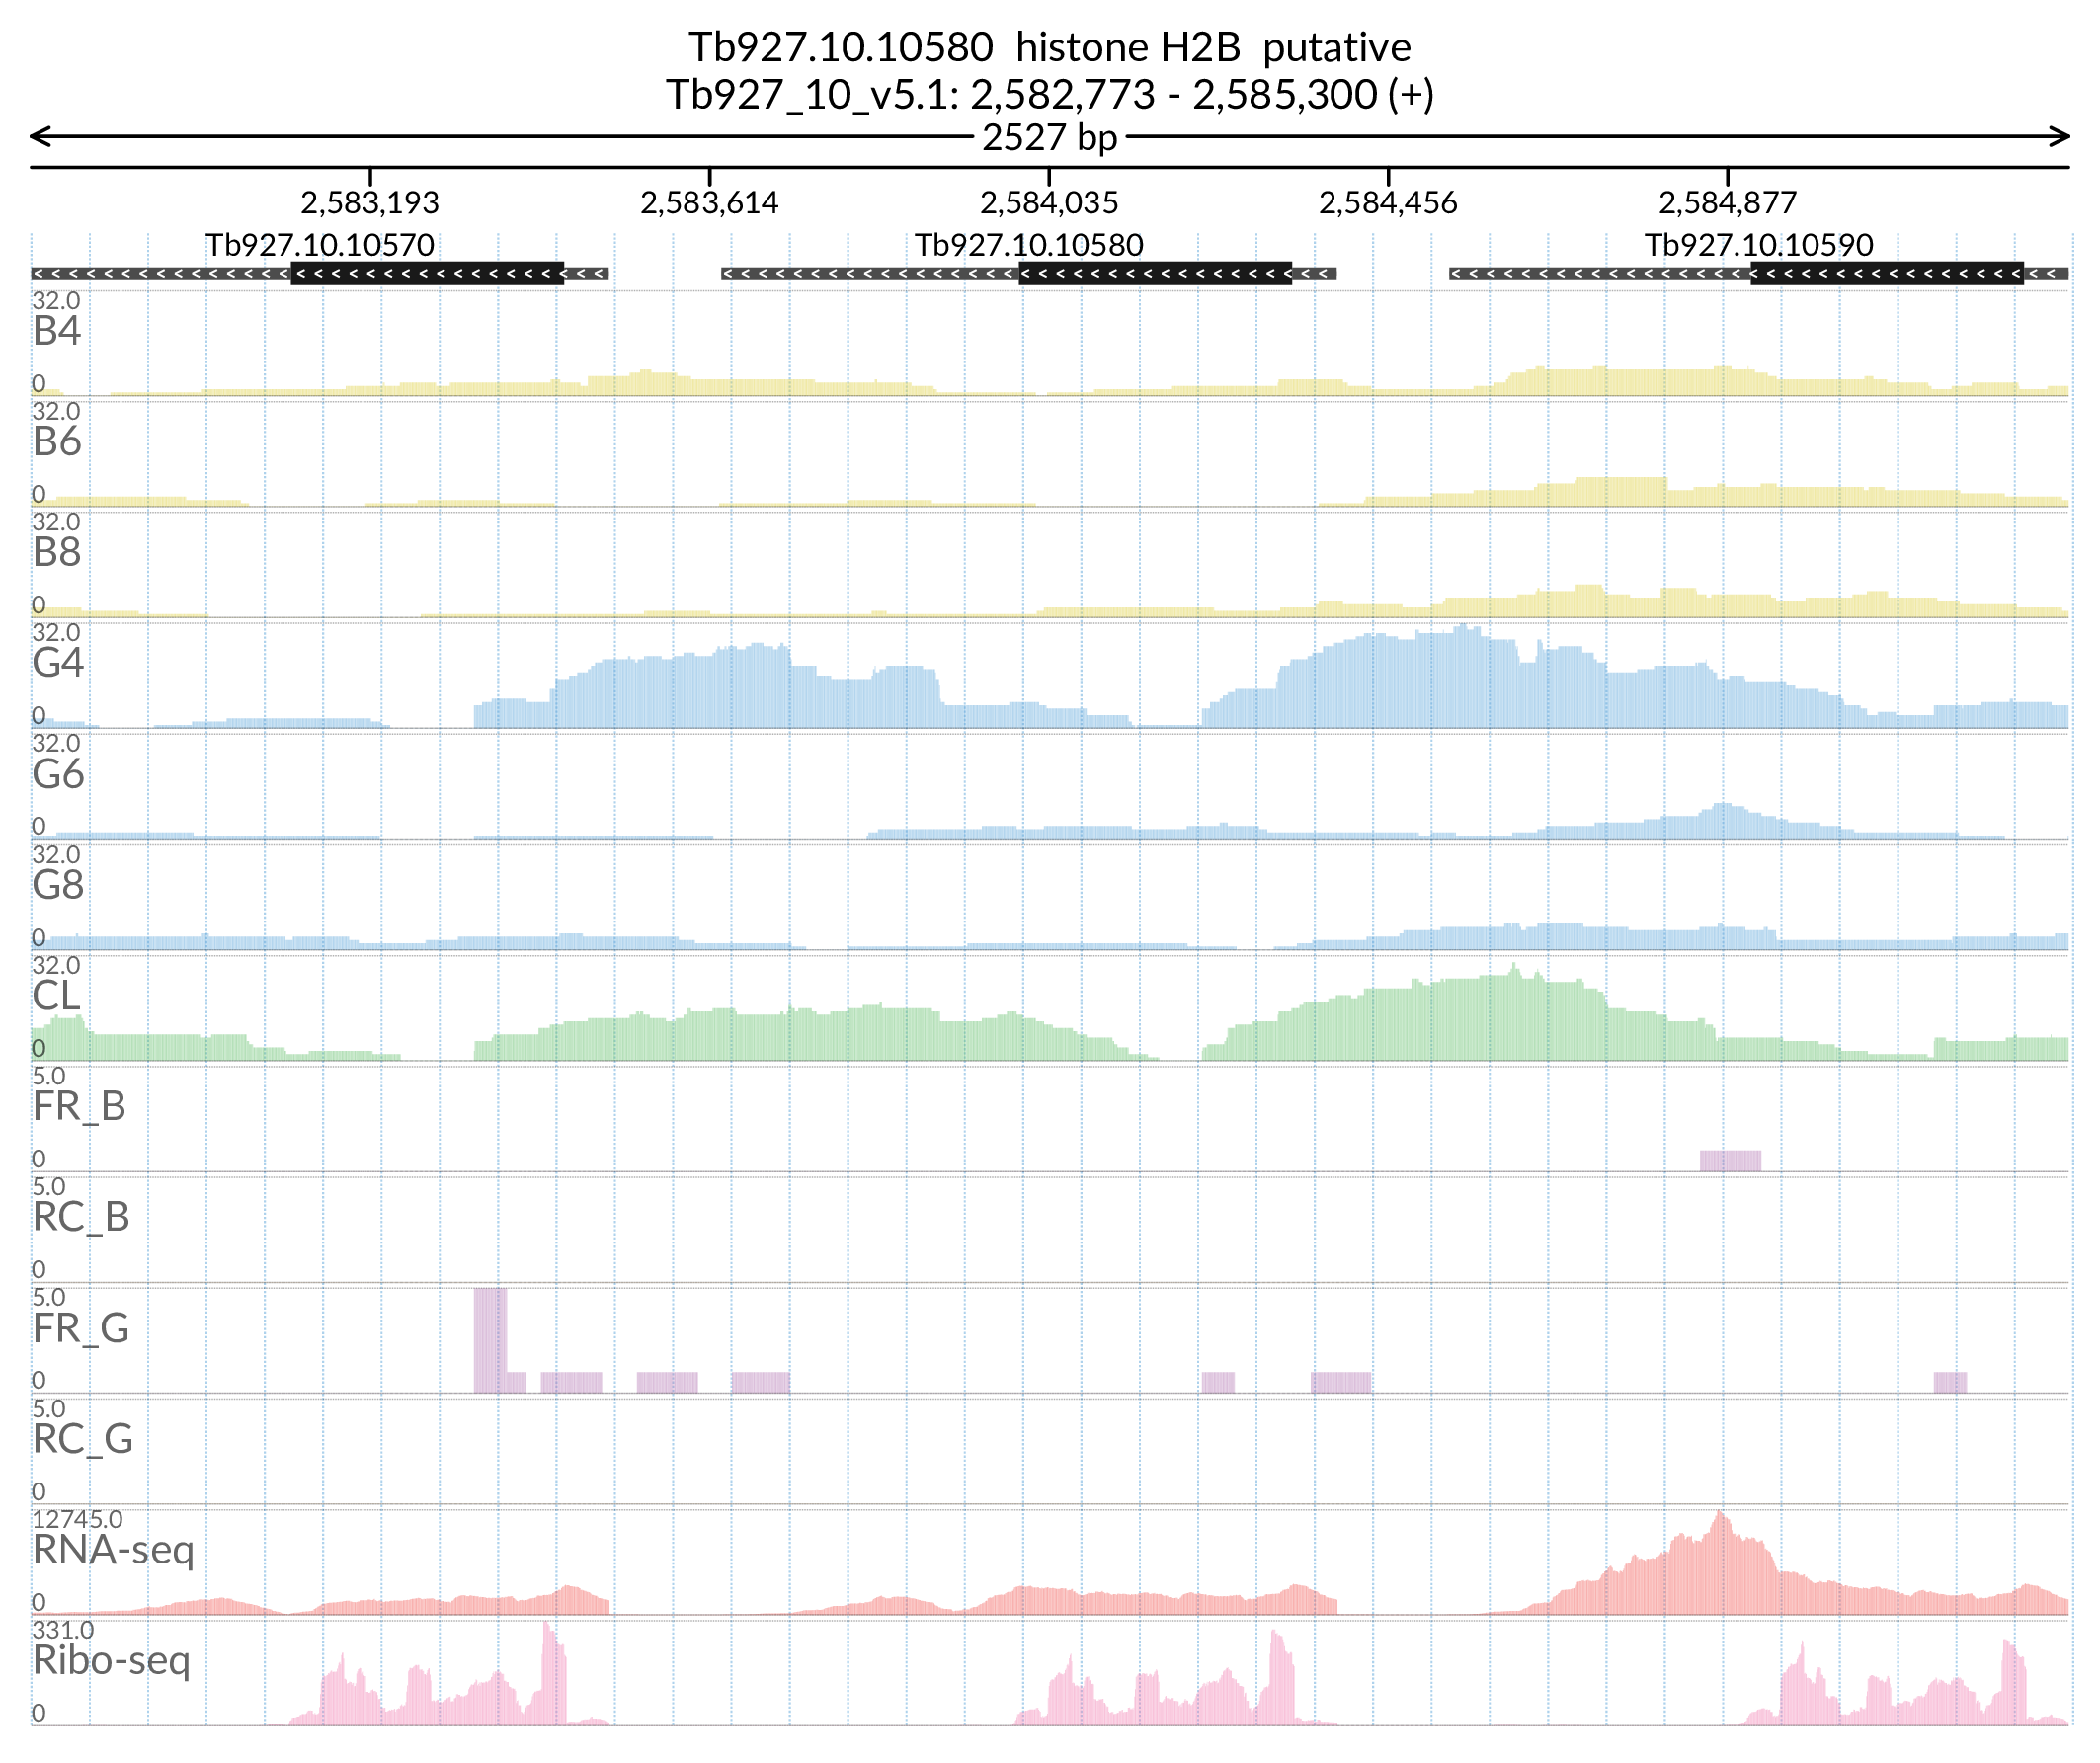 Tb927.10.10580 histone H2B putative
Tb927_10_v5.1: 2,582,773 - 2,585,300 (+)
2527 bp
2,583,193 2,583,614 2,584,035 2,584,456 2,584,877
Tb927.10.10570 Tb927.10.10580 Tb927.10.10590
32.0
B4
0
32.0
B6
0
32.0
B8
0
32.0
G4
0
32.0
G6
0
32.0
G8
0
32.0
CL
0
5.0
FR_B
0
5.0
RC_B
0
5.0
FR_G
0
5.0
RC_G
0
12745.0
RNA-seq
0
331.0
Ribo-seq
0